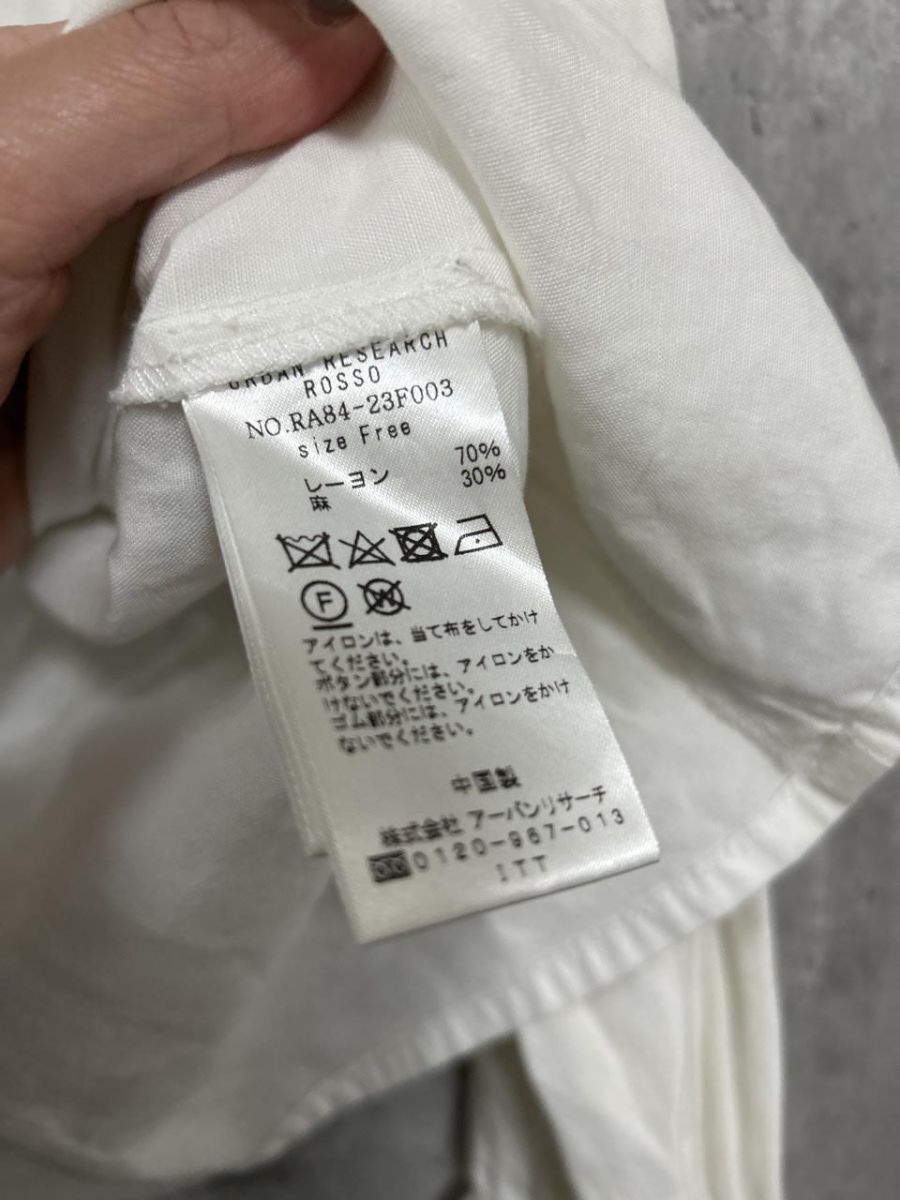 URBAN RESEARCH
ROSSO
NO.RA84-23F003
size Free
レーヨン 70%
麻 30%
F W
アイロンは、当て布をしてかけ
てください。
ボタン部分には、アイロンをか
けないでください。
ゴム部分には、アイロンをかけ
ないでください。
中国製
株式会社 アーバンリサーチ
0120-967-013
ITT